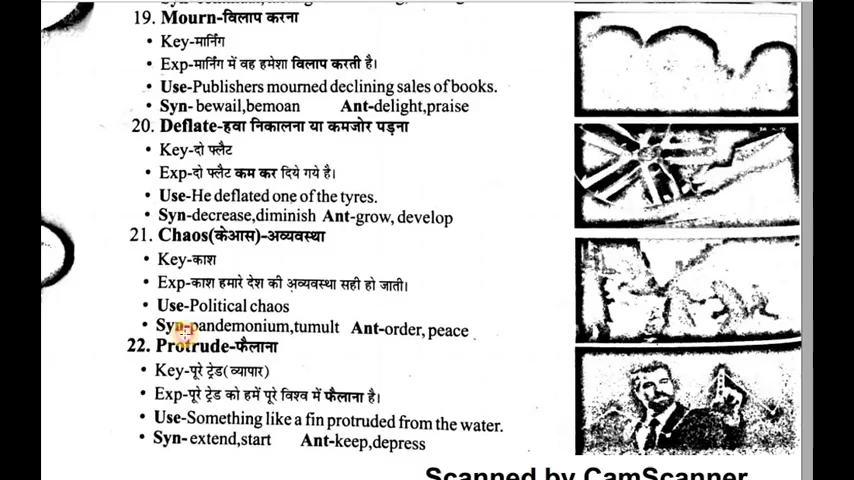 19. Mourn-विलाप करना
• Key-मार्निंग
• Exp-मार्निंग में वह हमेशा विलाप करती है।
• Use-Publishers mourned declining sales of books.
• Syn- bewail,bemoan Ant-delight,praise
20. Deflate-हवा निकालना या कमजोर पड़ना
• Key-दो फ्लैट
• Exp-दो फ्लैट कम कर दिये गये है।
• Use-He deflated one of the tyres.
• Syn-decrease,diminish Ant-grow, develop
21. Chaos(केआस)-अव्यवस्था
• Key-काश
• Exp-काश हमारे देश की अव्यवस्था सही हो जाती।
• Use-Political chaos
• Syn-pandemonium,tumult Ant-order, peace
22. Protrude-फैलाना
• Key-पूरे ट्रेड(व्यापार)
• Exp-पूरे ट्रेड को हमें पूरे विश्व में फैलाना है।
• Use-Something like a fin protruded from the water.
• Syn-extend,start Ant-keep,depress
Scanned by CamScanner